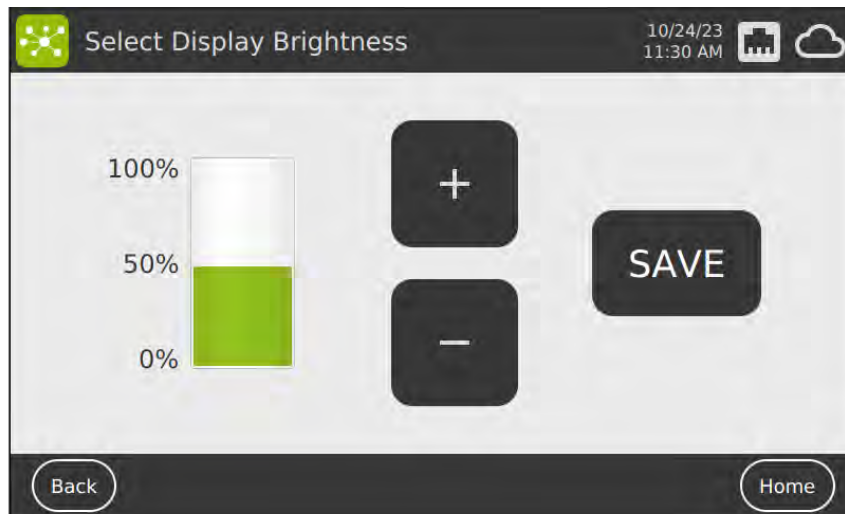 Select Display Brightness
10/24/23
11:30 AM
100%
50%
0%
+
−
SAVE
Back
Home